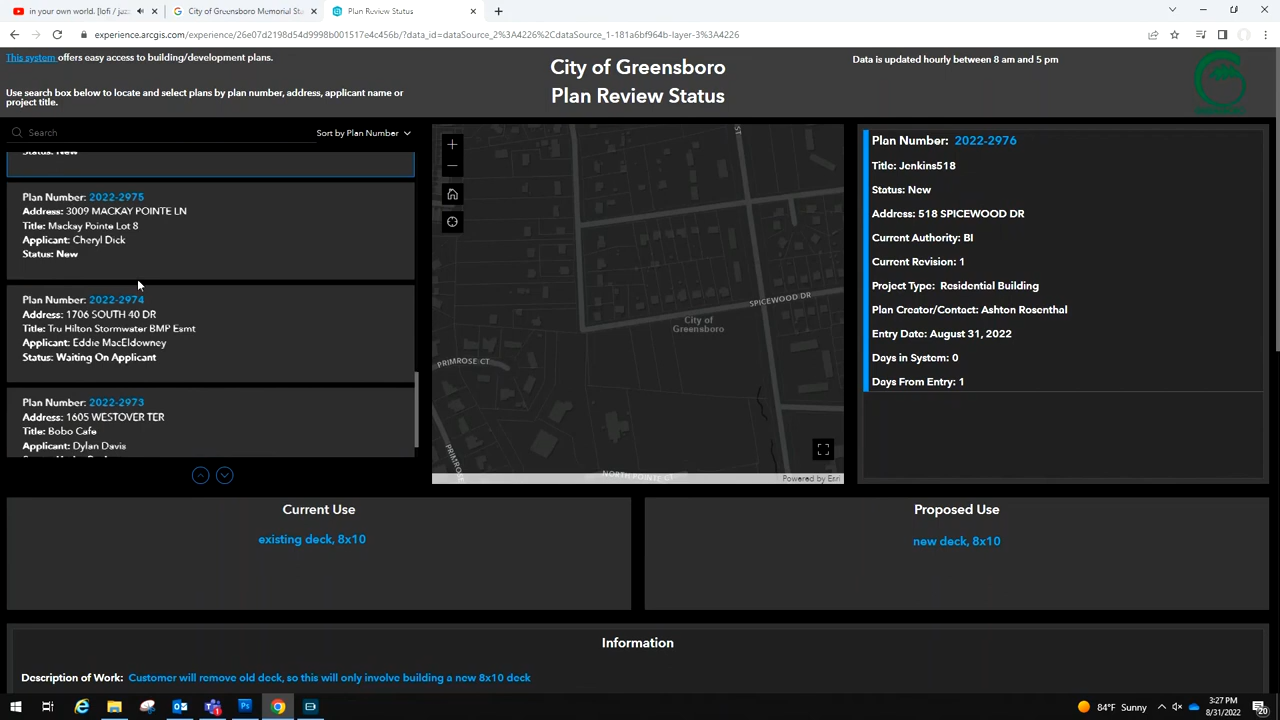 in your own world. [lofi / jaz
City of Greensboro Memorial Sta
Plan Review Status
experience.arcgis.com/experience/26e07d2198d54d9998b001517e4c456b/?data_id=dataSource_2%3A4226%2CdataSource_1-181a6bf964b-layer-3%3A4226
This system offers easy access to building/development plans.
Use search box below to locate and select plans by plan number, address, applicant name or
project title.
City of Greensboro
Plan Review Status
Data is updated hourly between 8 am and 5 pm
Search
Sort by Plan Number
Status: New
Plan Number: 2022-2975
Address: 3009 MACKAY POINTE LN
Title: Mackay Pointe Lot 8
Applicant: Cheryl Dick
Status: New
Plan Number: 2022-2974
Address: 1706 SOUTH 40 DR
Title: Tru Hilton Stormwater BMP Esmt
Applicant: Eddie MacEldowney
Status: Waiting On Applicant
Plan Number: 2022-2973
Address: 1605 WESTOVER TER
Title: Bobo Cafe
Applicant: Dylan Davis
ST
SPICEWOOD DR
City of
Greensboro
PRIMROSE CT
PRIMROSE
NORTH POINTE CT
Powered by Esri
Plan Number: 2022-2976
Title: Jenkins518
Status: New
Address: 518 SPICEWOOD DR
Current Authority: BI
Current Revision: 1
Project Type: Residential Building
Plan Creator/Contact: Ashton Rosenthal
Entry Date: August 31, 2022
Days in System: 0
Days From Entry: 1
Current Use
existing deck, 8x10
Proposed Use
new deck, 8x10
Information
Description of Work: Customer will remove old deck, so this will only involve building a new 8x10 deck
84°F Sunny
3:27 PM
8/31/2022
20